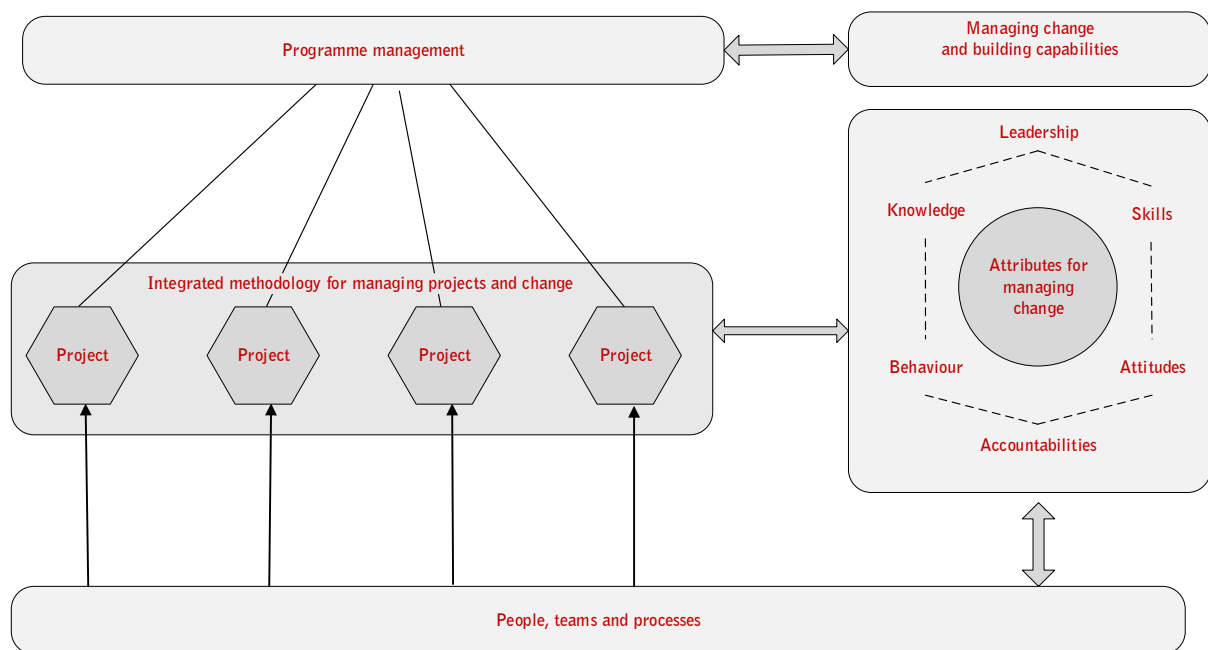 Programme management
Managing change
and building capabilities
Leadership
Knowledge
Skills
Attributes for
managing
change
Behaviour
Attitudes
Accountabilities
Integrated methodology for managing projects and change
Project
Project
Project
Project
People, teams and processes